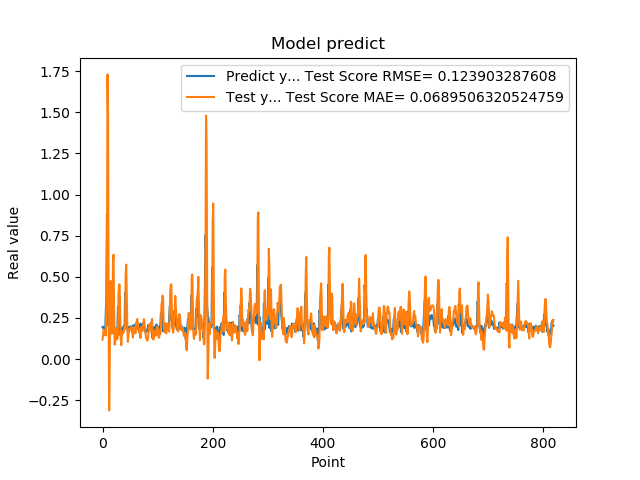 Model predict
Predict y... Test Score RMSE= 0.123903287608
Test y... Test Score MAE= 0.0689506320524759
1.75
1.50
1.25
1.00
0.75
0.50
0.25
0.00
−0.25
Real value
0 200 400 600 800
Point